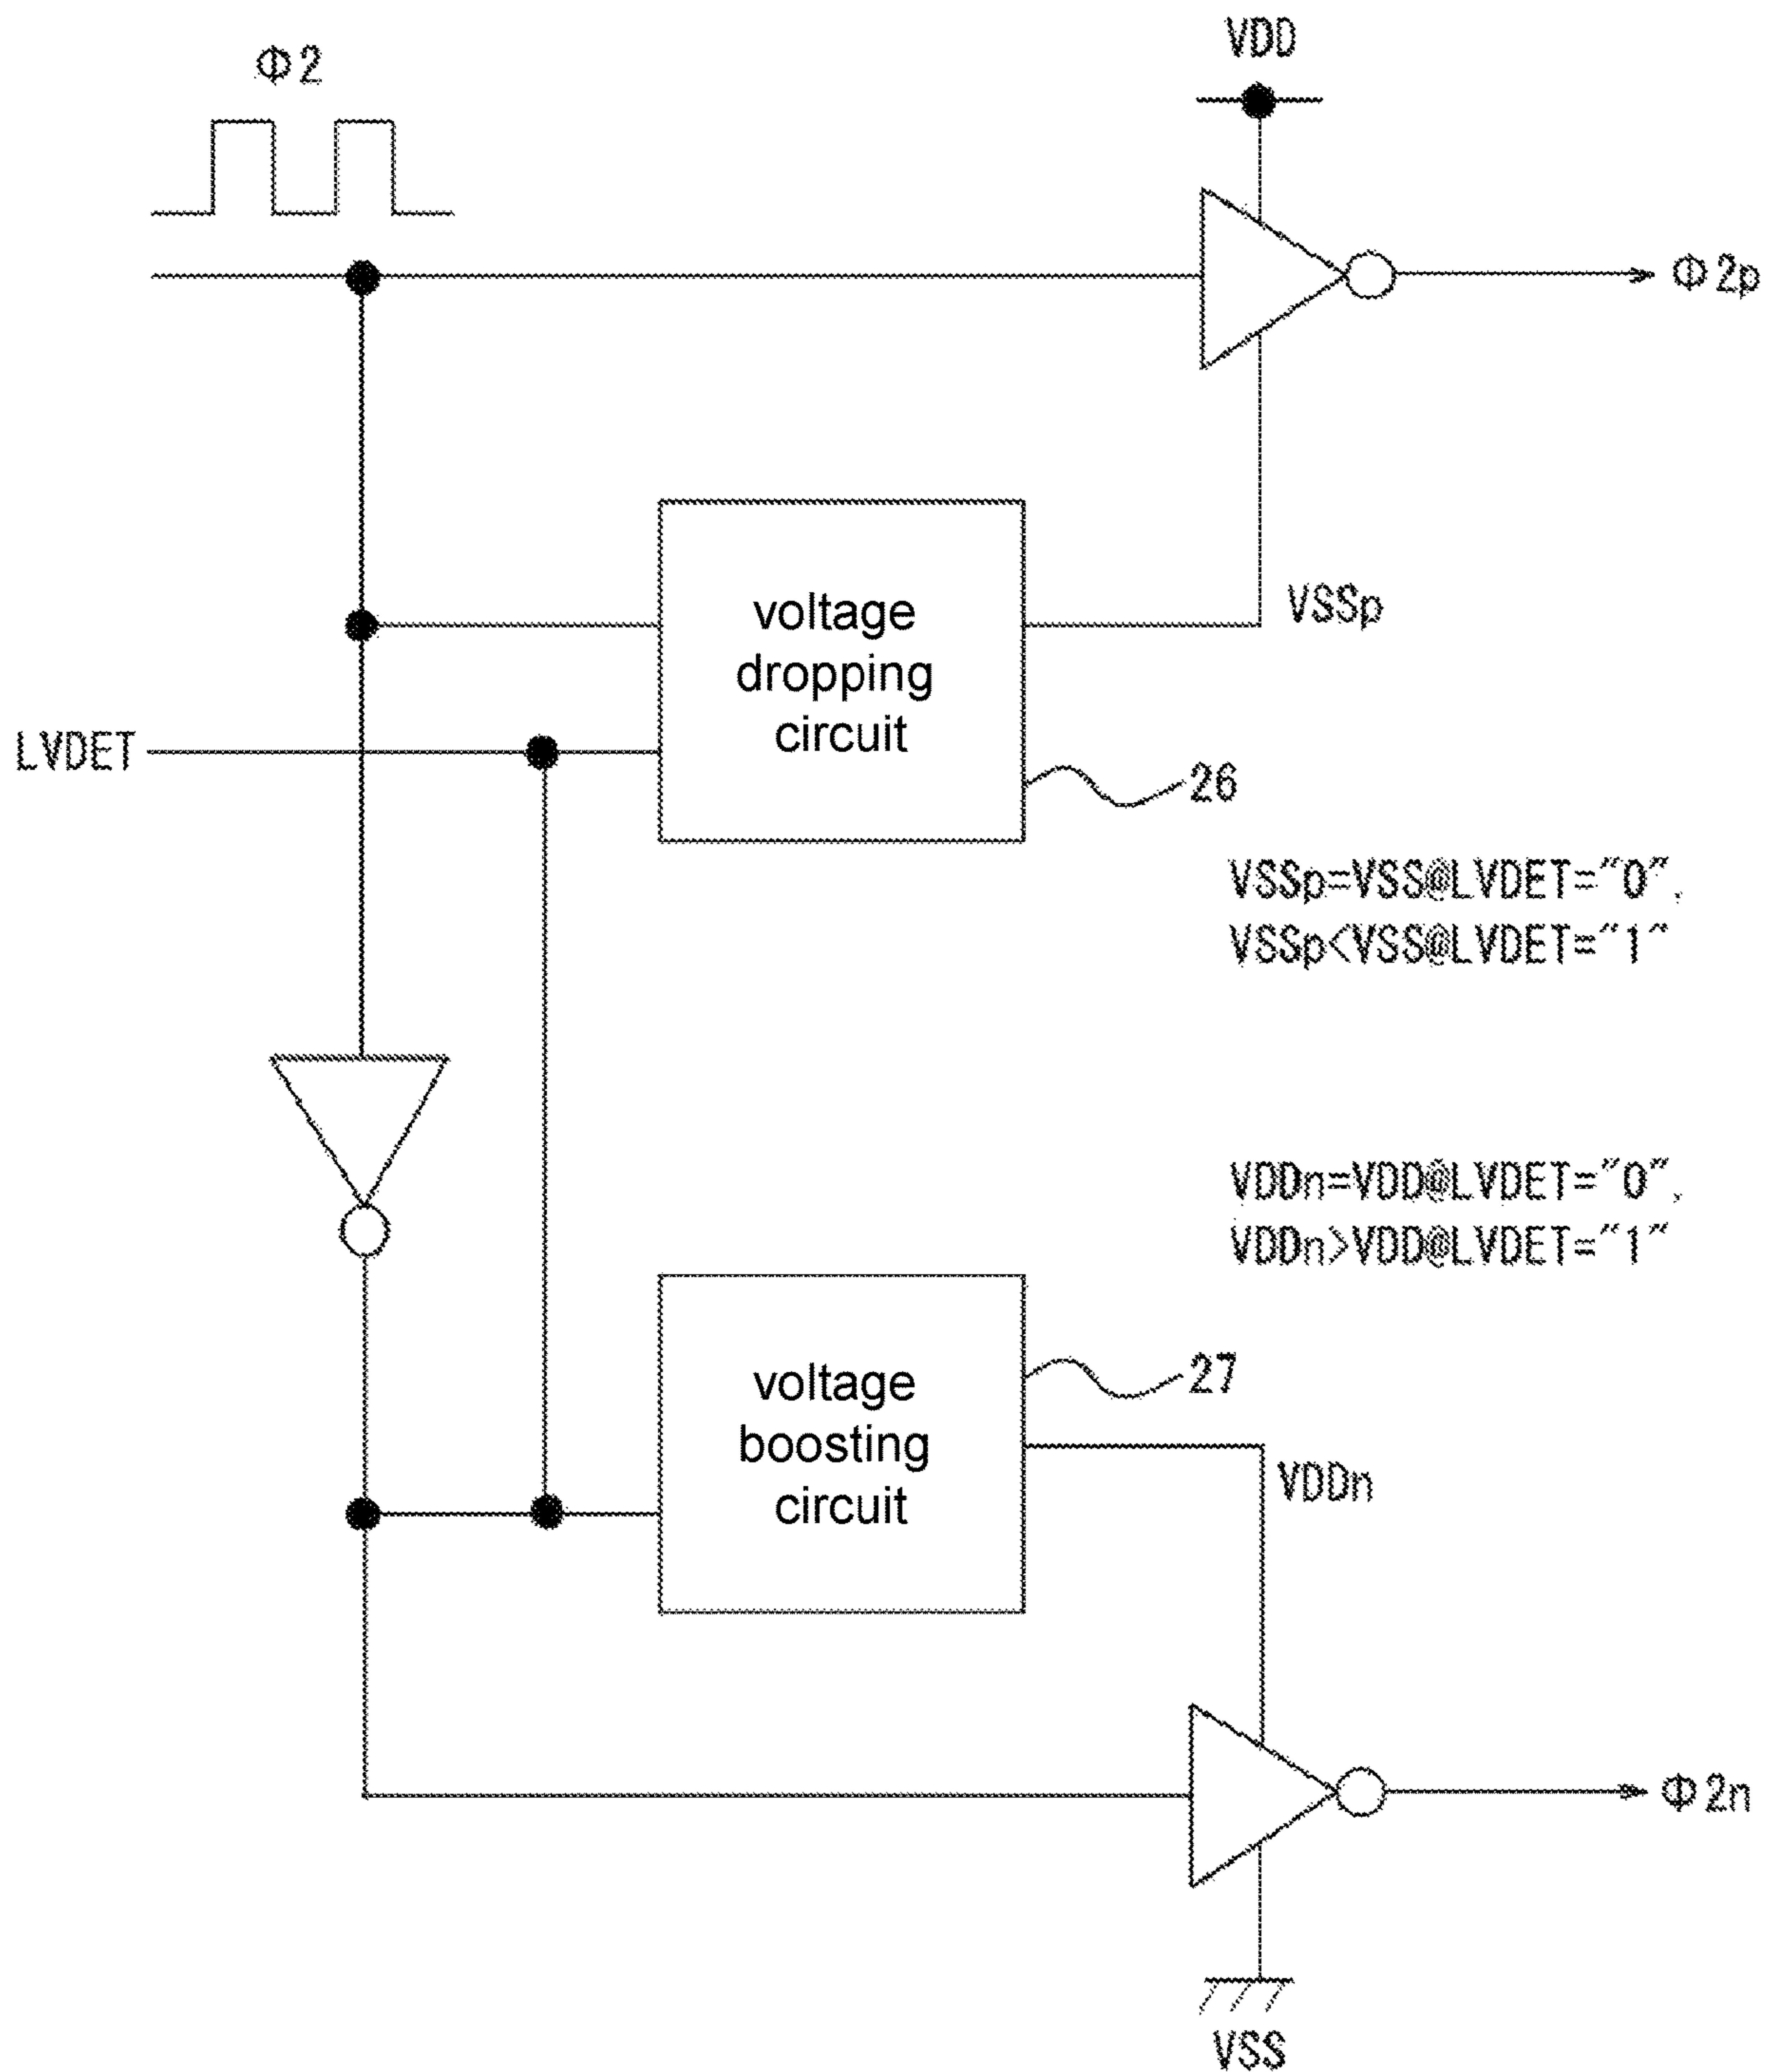 VDD
Φ2
Φ2p
voltage
dropping
circuit
VSSp
LVDET
26
VSSp=VSS@LVDET="0",
VSSp<VSS@LVDET="1"
VDDn=VDD@LVDET="0",
VDDn>VDD@LVDET="1"
voltage
boosting
circuit
27
VDDn
Φ2n
VSS